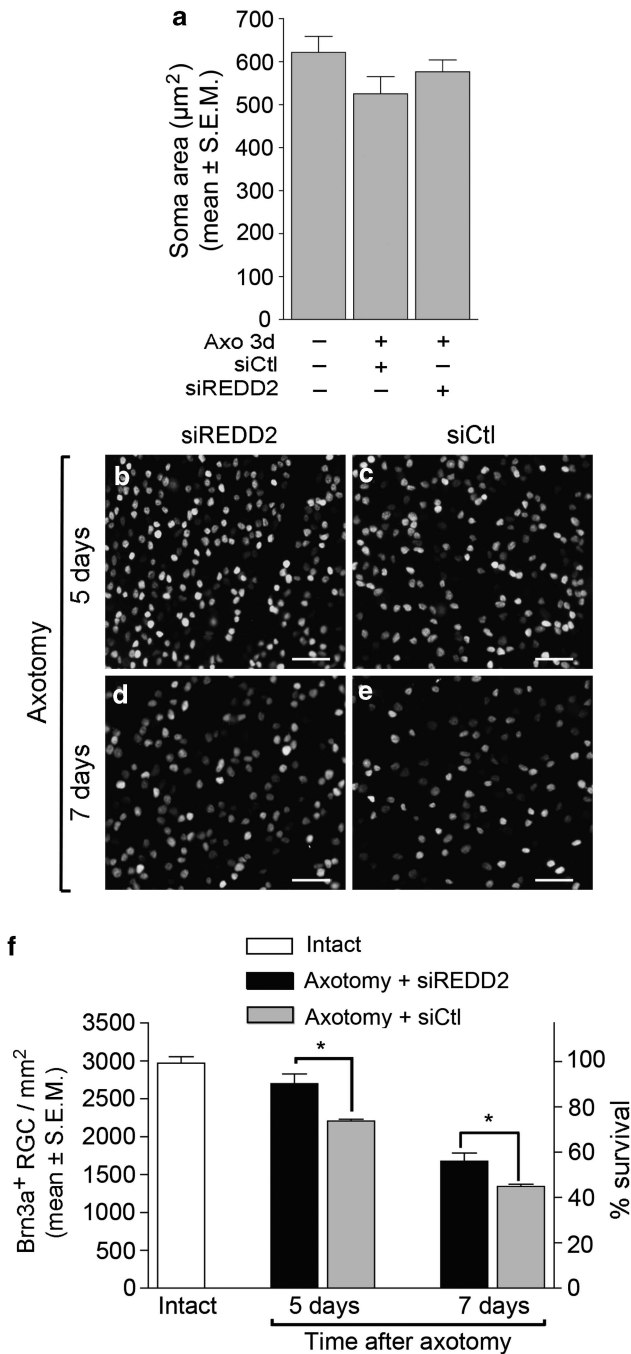 a
700
600
500
400
300
200
100
0
Soma area (µm²)
(mean ± S.E.M.)
Axo 3d − + +
siCtl − + −
siREDD2 − − +
siREDD2 siCtl
Axotomy
5 days
b
c
7 days
d
e
f
Intact
Axotomy + siREDD2
Axotomy + siCtl
Brn3a⁺ RGC / mm²
(mean ± S.E.M.)
3500
3000
2500
2000
1500
1000
500
0
*
*
100
80
60
40
20
0
% survival
Intact 5 days 7 days
Time after axotomy